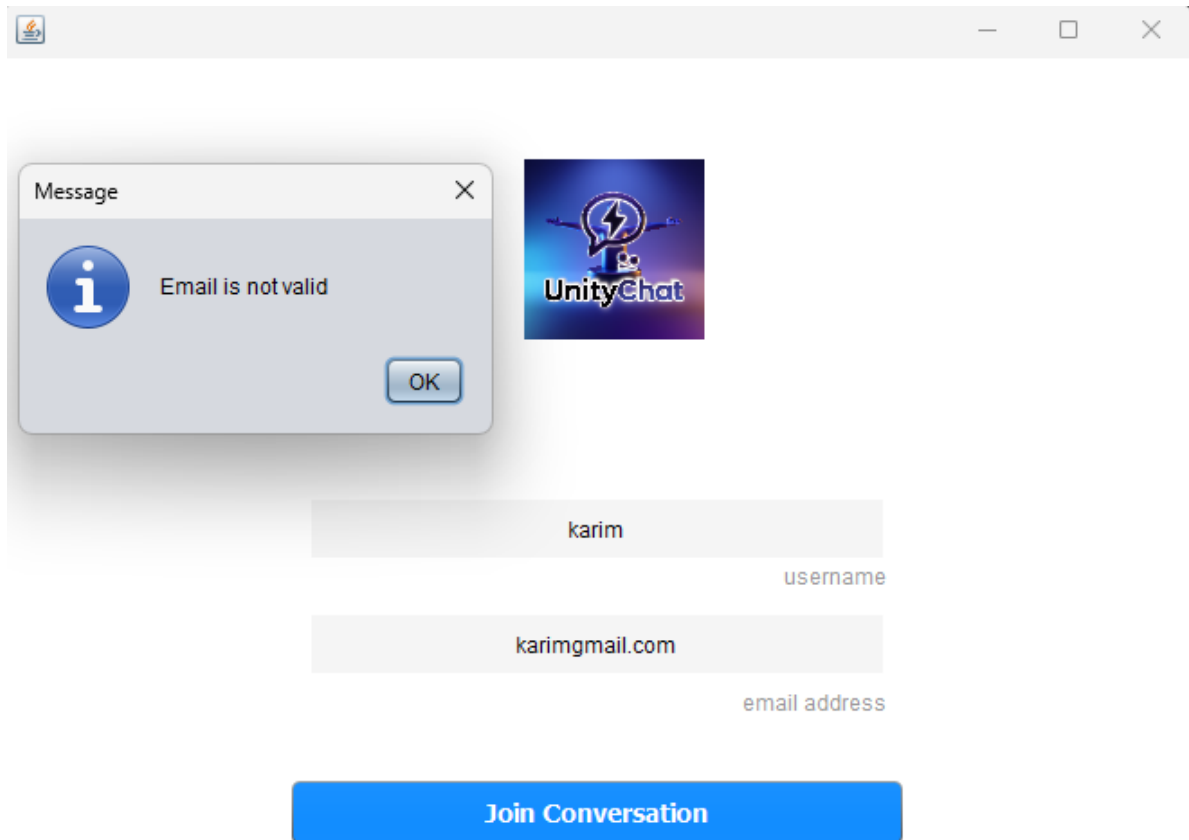 Message
Email is not valid
OK
UnityChat
karim
username
karimgmail.com
email address
Join Conversation